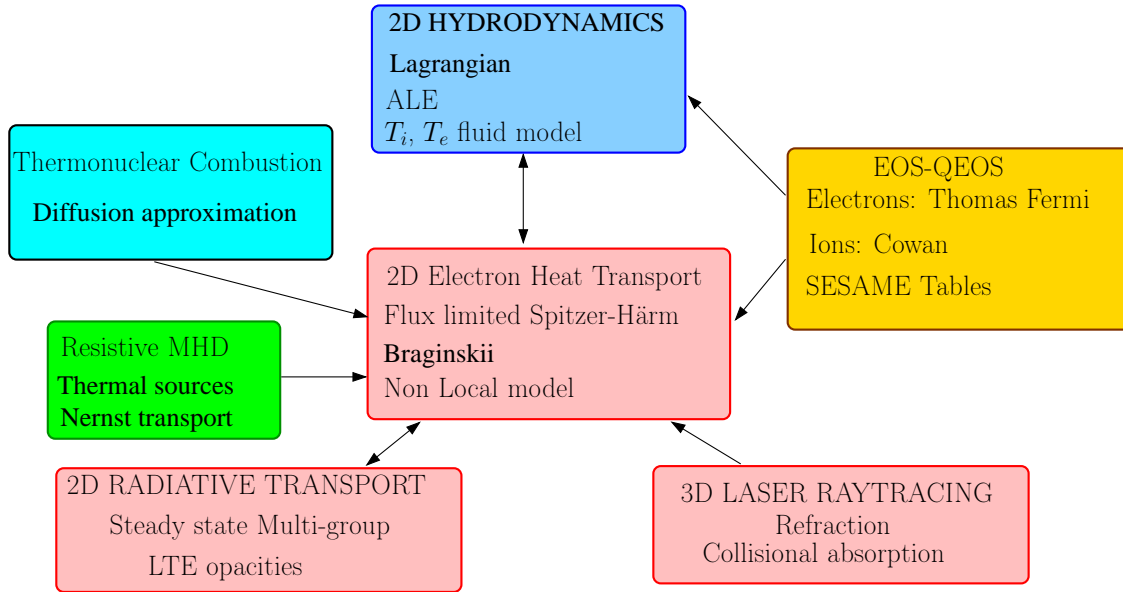 2D HYDRODYNAMICS
Lagrangian
ALE
T_i, T_e fluid model
Thermonuclear Combustion
Diffusion approximation
EOS-QEOS
Electrons: Thomas Fermi
Ions: Cowan
SESAME Tables
2D Electron Heat Transport
Flux limited Spitzer-Härm
Braginskii
Non Local model
Resistive MHD
Thermal sources
Nernst transport
2D RADIATIVE TRANSPORT
Steady state Multi-group
LTE opacities
3D LASER RAYTRACING
Refraction
Collisional absorption